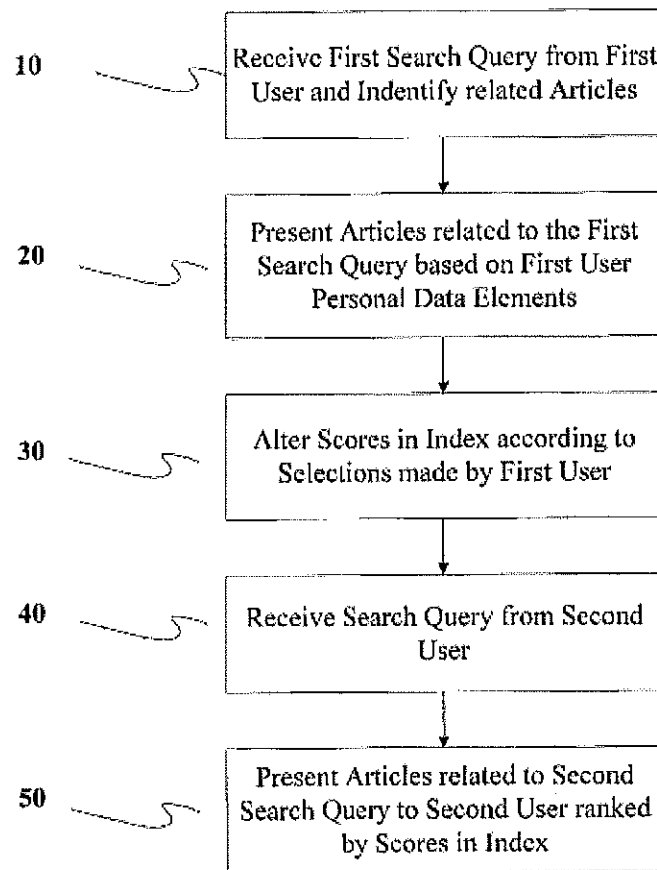 10
Receive First Search Query from First
User and Indentify related Articles
20
Present Articles related to the First
Search Query based on First User
Personal Data Elements
30
Alter Scores in Index according to
Selections made by First User
40
Receive Search Query from Second
User
50
Present Articles related to Second
Search Query to Second User ranked
by Scores in Index